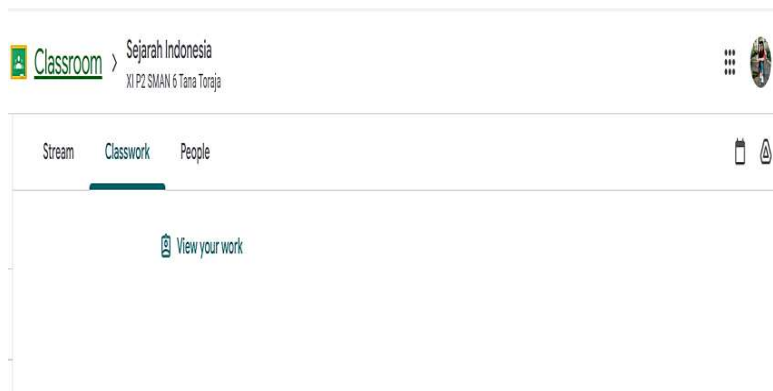 Classroom
Sejarah Indonesia
XI P2 SMAN 6 Tana Toraja
Stream Classwork People
View your work